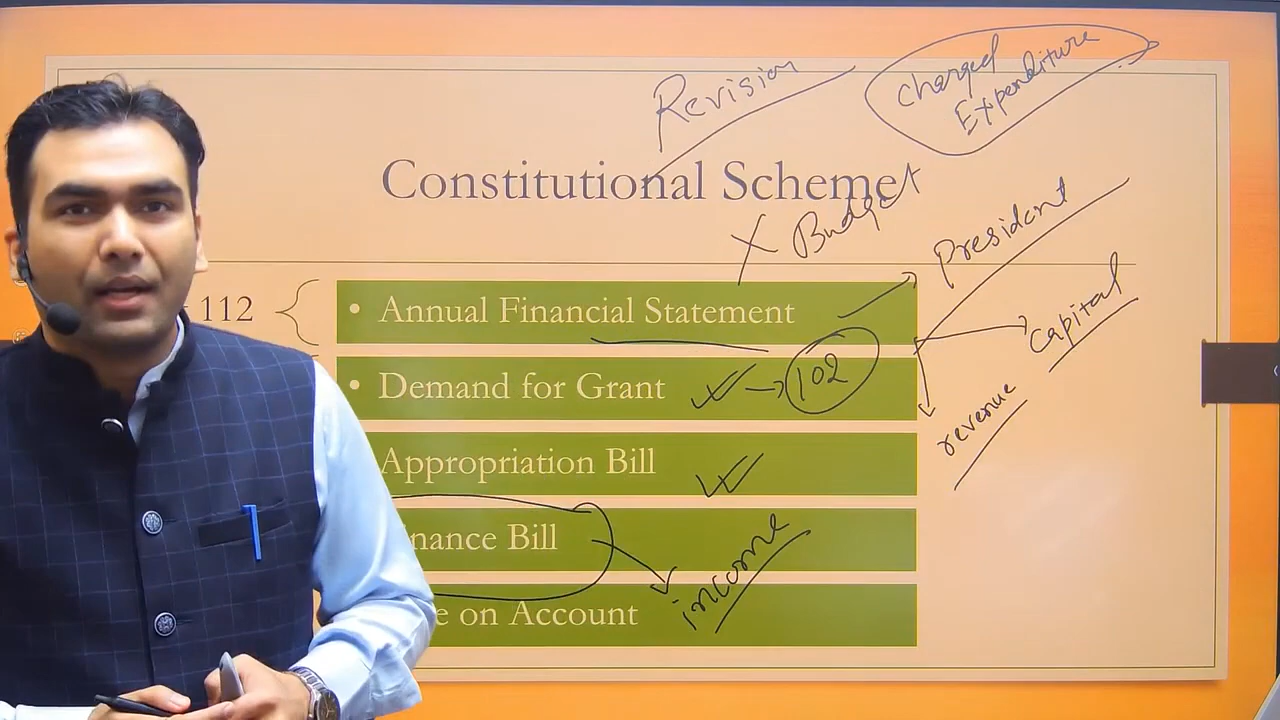 Revision
Charged
Expenditure
Constitutional Scheme
X Budget
President
112 { • Annual Financial Statement
Capital
• Demand for Grant → 102
revenue
Appropriation Bill
nance Bill
income
e on Account